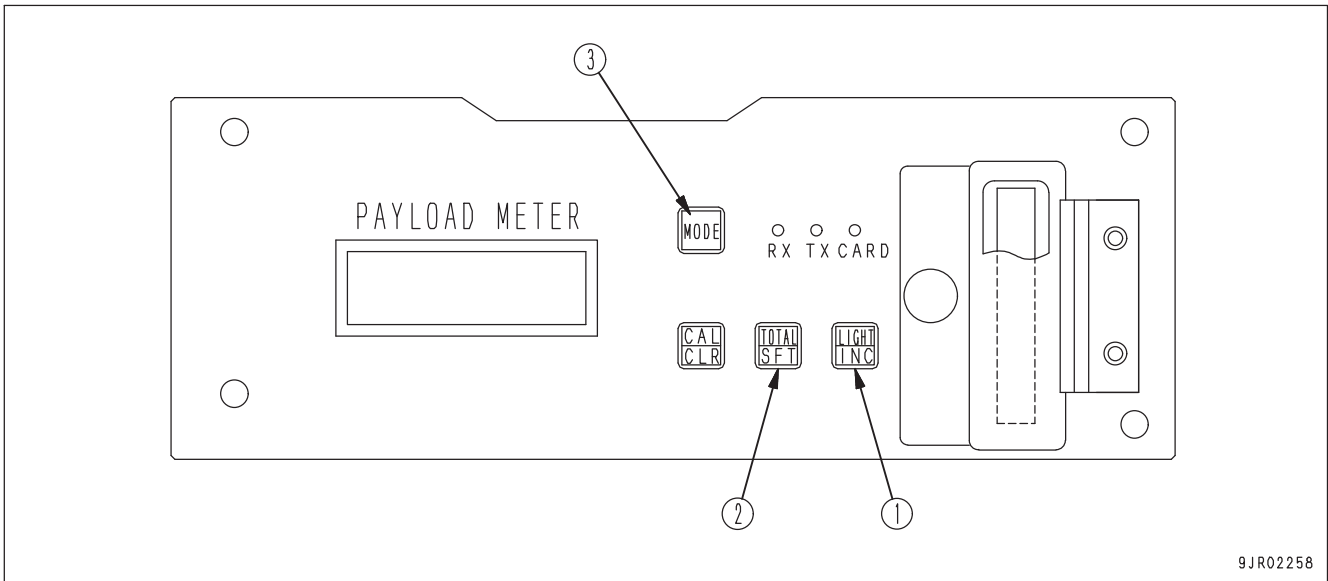 3
PAYLOAD METER
MODE
RX TX CARD
CAL
CLR
TOTAL
SFT
LIGHT
INC
2
1
9JR02258